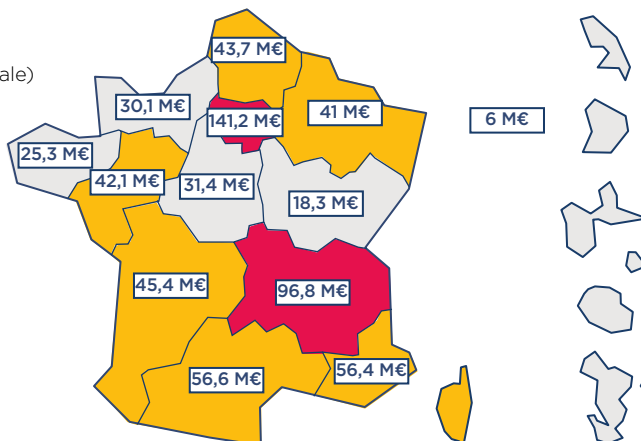 43,7 M€
ale)
30,1 M€
141,2 M€
41 M€
6 M€
25,3 M€
42,1 M€
31,4 M€
18,3 M€
45,4 M€
96,8 M€
56,6 M€
56,4 M€